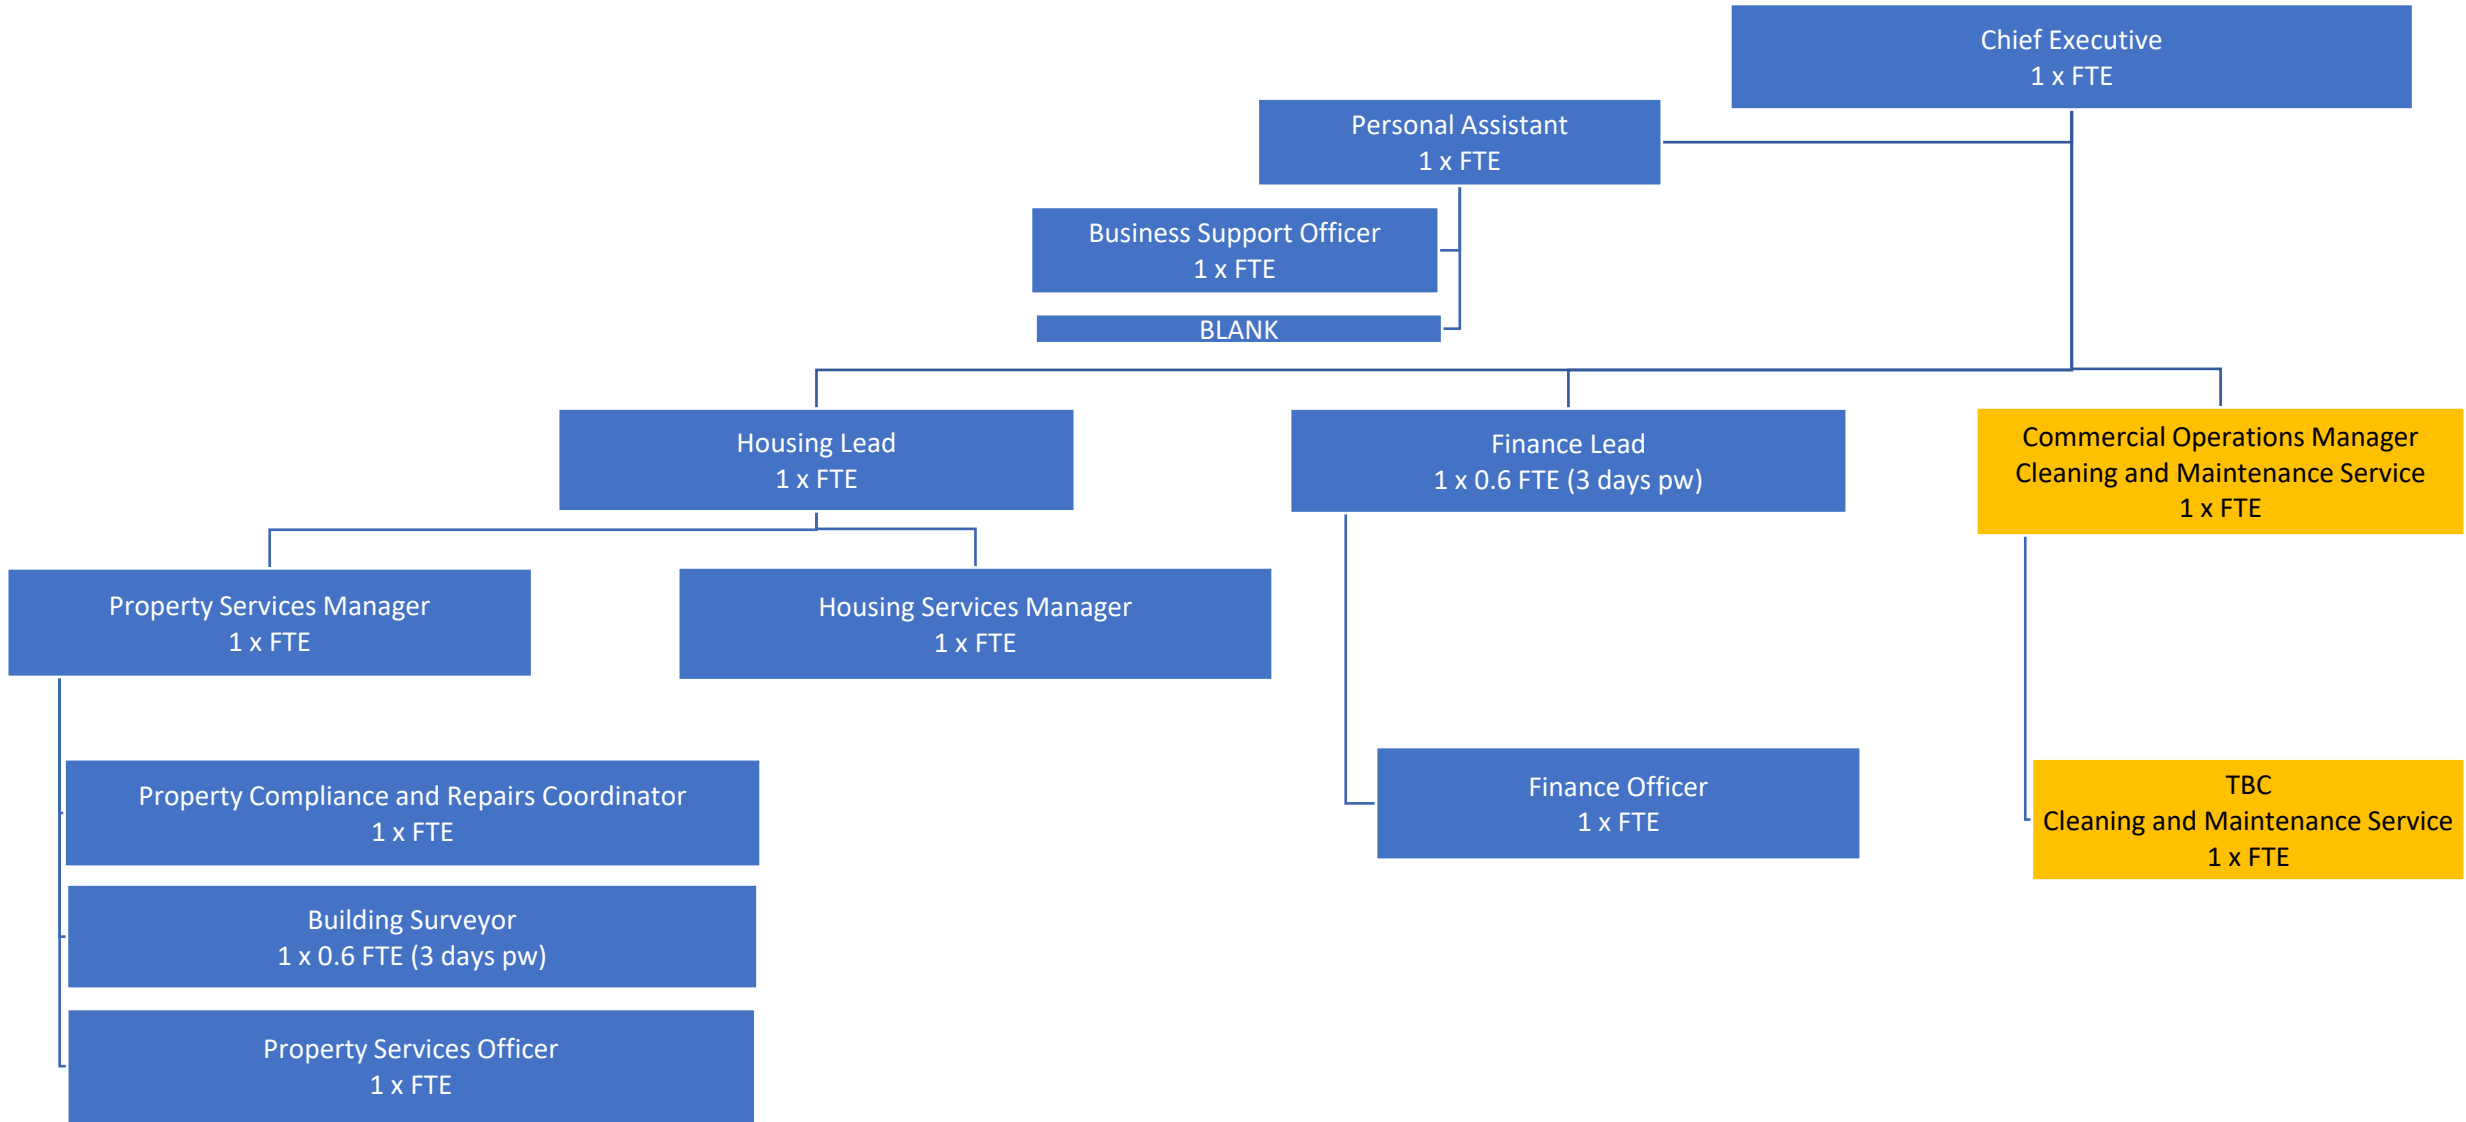 Chief Executive
1 x FTE
Personal Assistant
1 x FTE
Business Support Officer
1 x FTE
BLANK
Housing Lead
1 x FTE
Finance Lead
1 x 0.6 FTE (3 days pw)
Commercial Operations Manager
Cleaning and Maintenance Service
1 x FTE
Property Services Manager
1 x FTE
Housing Services Manager
1 x FTE
Property Compliance and Repairs Coordinator
1 x FTE
Finance Officer
1 x FTE
TBC
Cleaning and Maintenance Service
1 x FTE
Building Surveyor
1 x 0.6 FTE (3 days pw)
Property Services Officer
1 x FTE